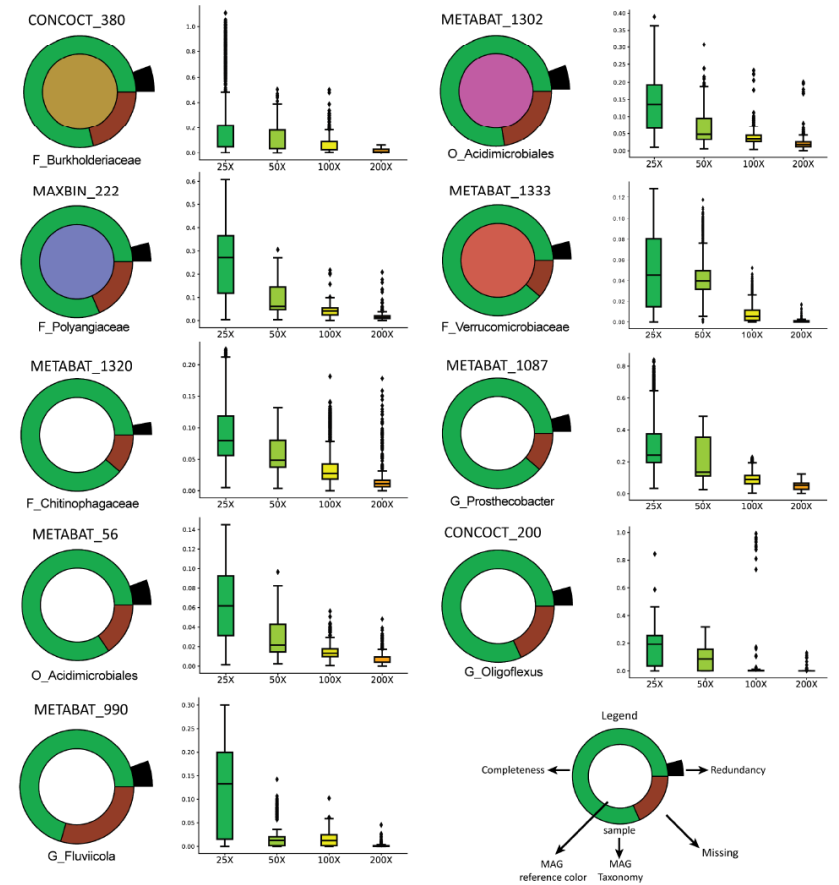 CONCOCT_380
F_Burkholderiaceae
1.0
0.8
0.6
0.4
0.2
0.0
25X 50X 100X 200X
METABAT_1302
O_Acidimicrobiales
0.40
0.35
0.30
0.25
0.20
0.15
0.10
0.05
0.00
25X 50X 100X 200X
MAXBIN_222
F_Polyangiaceae
0.6
0.5
0.4
0.3
0.2
0.1
0.0
25X 50X 100X 200X
METABAT_1333
F_Verrucomicrobiaceae
0.12
0.10
0.08
0.06
0.04
0.02
0.00
25X 50X 100X 200X
METABAT_1320
F_Chitinophagaceae
0.20
0.15
0.10
0.05
0.00
25X 50X 100X 200X
METABAT_1087
G_Prosthecobacter
0.8
0.6
0.4
0.2
0.0
25X 50X 100X 200X
METABAT_56
O_Acidimicrobiales
0.14
0.12
0.10
0.08
0.06
0.04
0.02
0.00
25X 50X 100X 200X
CONCOCT_200
G_Oligoflexus
1.0
0.8
0.6
0.4
0.2
0.0
25X 50X 100X 200X
METABAT_990
G_Fluviicola
0.30
0.25
0.20
0.15
0.10
0.05
0.00
25X 50X 100X 200X
Legend
Completeness
Redundancy
sample
Missing
MAG
reference color
MAG
Taxonomy